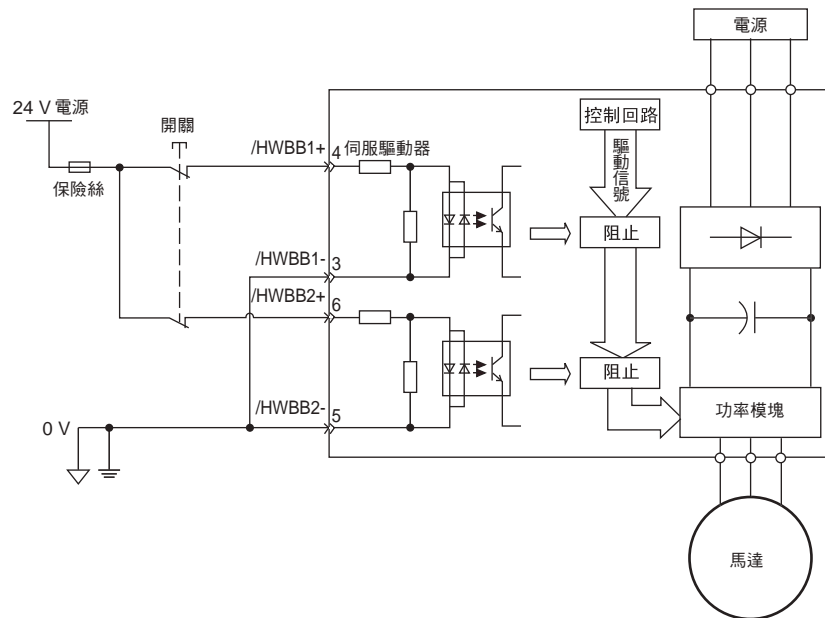 電源
24 V 電源
開關
保險絲
/HWBB1+
4
伺服驅動器
控制回路
驅動信號
阻止
/HWBB1-
3
/HWBB2+
6
阻止
/HWBB2-
5
0 V
功率模塊
馬達